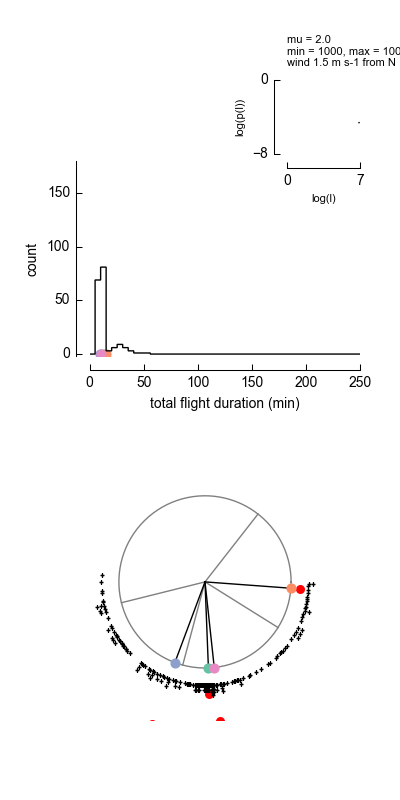 mu = 2.0
min = 1000, max = 100
wind 1.5 m s-1 from N
0
log(p(l))
−8
0
7
log(l)
150
100
50
0
count
0
50
100
150
200
250
total flight duration (min)